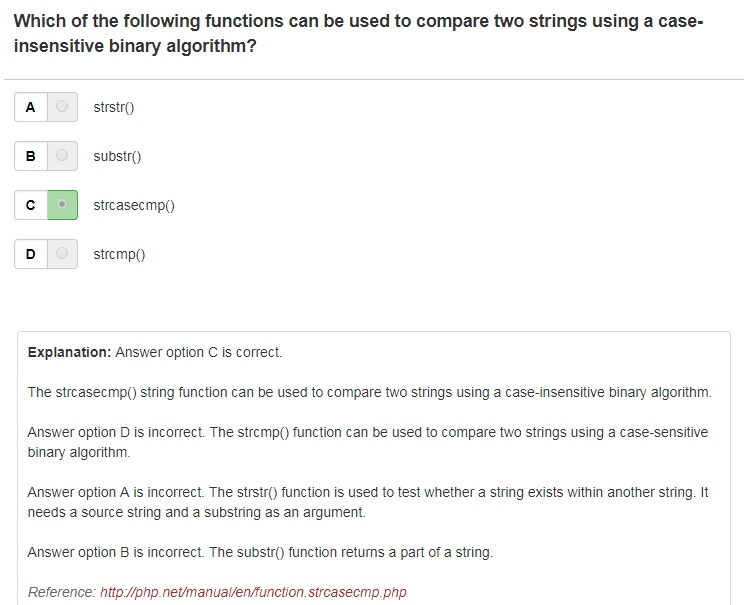 Which of the following functions can be used to compare two strings using a case-
insensitive binary algorithm?
A strstr()
B substr()
C strcasecmp()
D strcmp()
Explanation: Answer option C is correct.
The strcasecmp() string function can be used to compare two strings using a case-insensitive binary algorithm.
Answer option D is incorrect. The strcmp() function can be used to compare two strings using a case-sensitive
binary algorithm.
Answer option A is incorrect. The strstr() function is used to test whether a string exists within another string. It
needs a source string and a substring as an argument.
Answer option B is incorrect. The substr() function returns a part of a string.
Reference: http://php.net/manual/en/function.strcasecmp.php